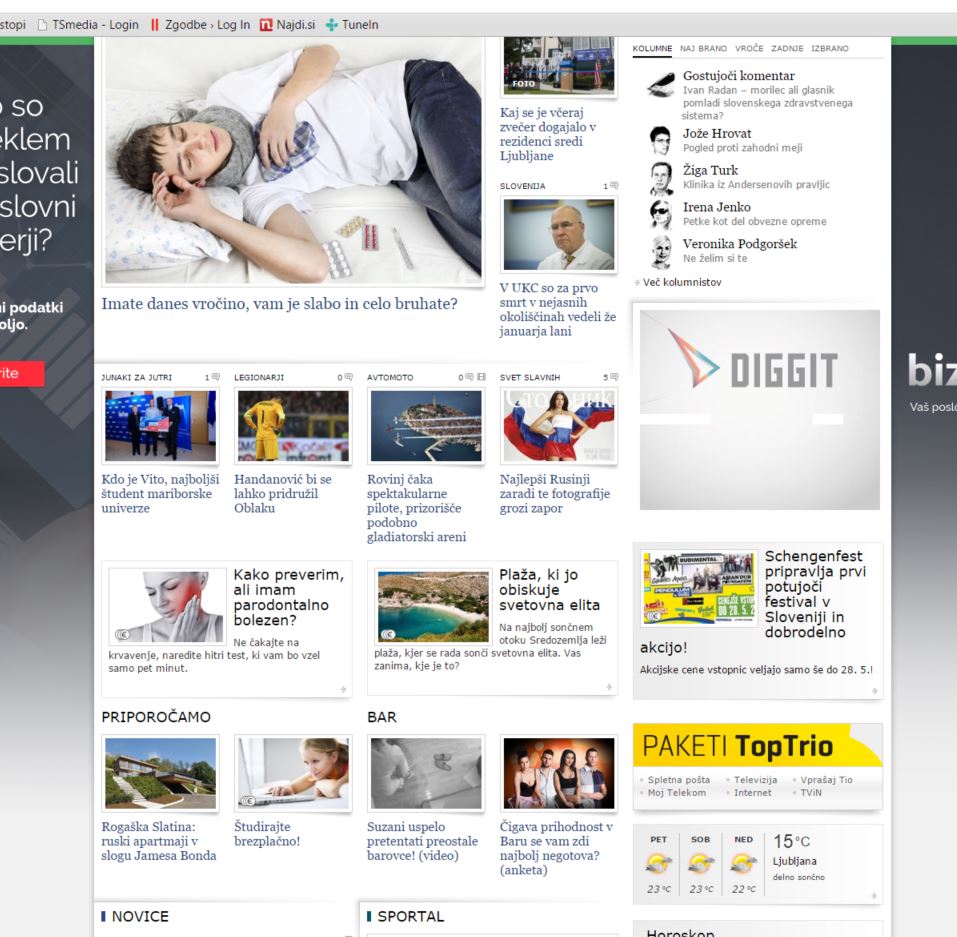 stopi TSmedia - Login Zgodbe › Log In Najdi.si TuneIn
so
eklem
slovali
slovni
erji?
podatki
oljo.
rite
FOTO
Kaj se je včeraj
zvečer dogajalo v
rezidenci sredi
Ljubljane
SLOVENIJA 1
V UKC so za prvo
smrt v nejasnih
okoliščinah vedeli že
januarja lani
Imate danes vročino, vam je slabo in celo bruhate?
KOLUMNE NAJ BRANO VROČE ZADNJE IZBRANO
Gostujoči komentar
Ivan Radan – morilec ali glasnik
pomladi slovenskega zdravstvenega
sistema?
Jože Hrovat
Pogled proti zahodni meji
Žiga Turk
Klinika iz Andersenovih pravljic
Irena Jenko
Petke kot del obvezne opreme
Veronika Podgoršek
Ne želim si te
Več kolumnistov
DIGGIT
biz
Vaš poslo
JUNAKI ZA JUTRI 1
Kdo je Vito, najboljši
študent mariborske
univerze
LEGIONARJI 0
Handanović bi se
lahko pridružil
Oblaku
AVTOMOTO 0
Rovinj čaka
spektakularne
pilote, prizorišče
podobno
gladiatorski areni
SVET SLAVNIH 5
Najlepši Rusinji
zaradi te fotografije
grozi zapor
Kako preverim,
ali imam
parodontalno
bolezen?
Ne čakajte na
krvavenje, naredite hitri test, ki vam bo vzel
samo pet minut.
Plaža, ki jo
obiskuje
svetovna elita
Na najbolj sončnem
otoku Sredozemlja leži
plaža, kjer se rada sonči svetovna elita. Vas
zanima, kje je to?
RUDIMENTAL
Schengenfest
pripravlja prvi
potujoči
festival v
Sloveniji in
dobrodelno
akcijo!
Akcijske cene vstopnic veljajo samo še do 28. 5.!
PRIPOROČAMO
Rogaška Slatina:
ruski apartmaji v
slogu Jamesa Bonda
Študirajte
brezplačno!
BAR
Suzani uspelo
pretentati preostale
barovce! (video)
Čigava prihodnost v
Baru se vam zdi
najbolj negotova?
(anketa)
PAKETI TopTrio
Spletna pošta Televizija Vprašaj Tio
Moj Telekom Internet TViN
PET SOB NED 15°C
Ljubljana
delno sončno
23 °C 23 °C 22 °C
NOVICE
SPORTAL
Horoskop